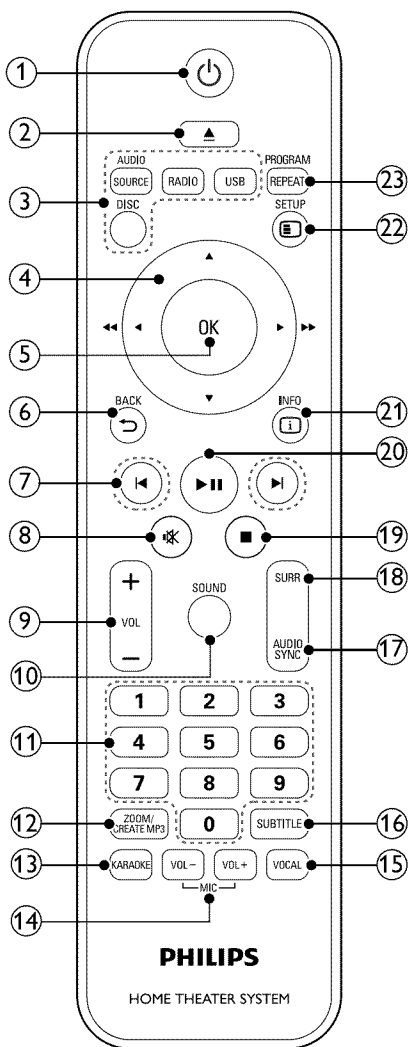 1
2
AUDIO
SOURCE RADIO USB
PROGRAM
REPEAT
23
3
DISC
SETUP
22
4
OK
5
6
BACK
INFO
21
20
7
8
19
+
VOL
−
9
SOUND
10
SURR
18
AUDIO
SYNC
17
1 2 3
11
4 5 6
7 8 9
12
ZOOM/
CREATE MP3
0
SUBTITLE
16
13
KARAOKE
VOL− VOL+
VOCAL
15
MIC
14
PHILIPS
HOME THEATER SYSTEM